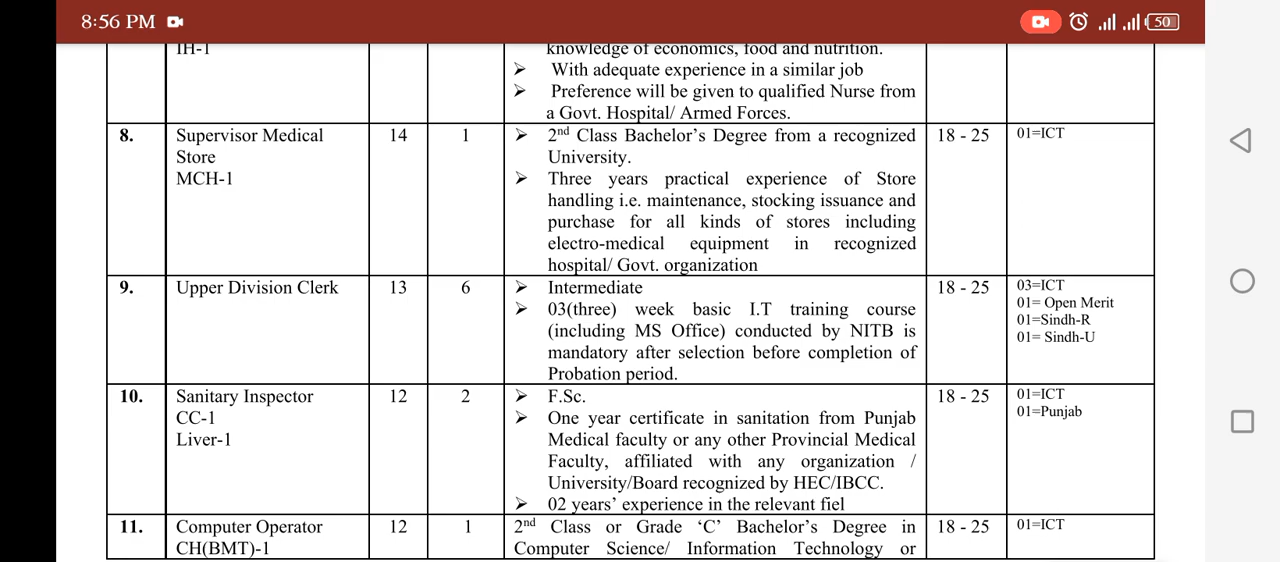 8:56 PM
50
IH-1
knowledge of economics, food and nutrition.
➢ With adequate experience in a similar job
➢ Preference will be given to qualified Nurse from
a Govt. Hospital/ Armed Forces.
8.
Supervisor Medical
Store
MCH-1
14
1
➢ 2nd Class Bachelor’s Degree from a recognized
University.
➢ Three years practical experience of Store
handling i.e. maintenance, stocking issuance and
purchase for all kinds of stores including
electro-medical equipment in recognized
hospital/ Govt. organization
18 - 25
01=ICT
9.
Upper Division Clerk
13
6
➢ Intermediate
➢ 03(three) week basic I.T training course
(including MS Office) conducted by NITB is
mandatory after selection before completion of
Probation period.
18 - 25
03=ICT
01= Open Merit
01=Sindh-R
01= Sindh-U
10.
Sanitary Inspector
CC-1
Liver-1
12
2
➢ F.Sc.
➢ One year certificate in sanitation from Punjab
Medical faculty or any other Provincial Medical
Faculty, affiliated with any organization /
University/Board recognized by HEC/IBCC.
➢ 02 years’ experience in the relevant fiel
18 - 25
01=ICT
01=Punjab
11.
Computer Operator
CH(BMT)-1
12
1
2nd Class or Grade ‘C’ Bachelor’s Degree in
Computer Science/ Information Technology or
18 - 25
01=ICT